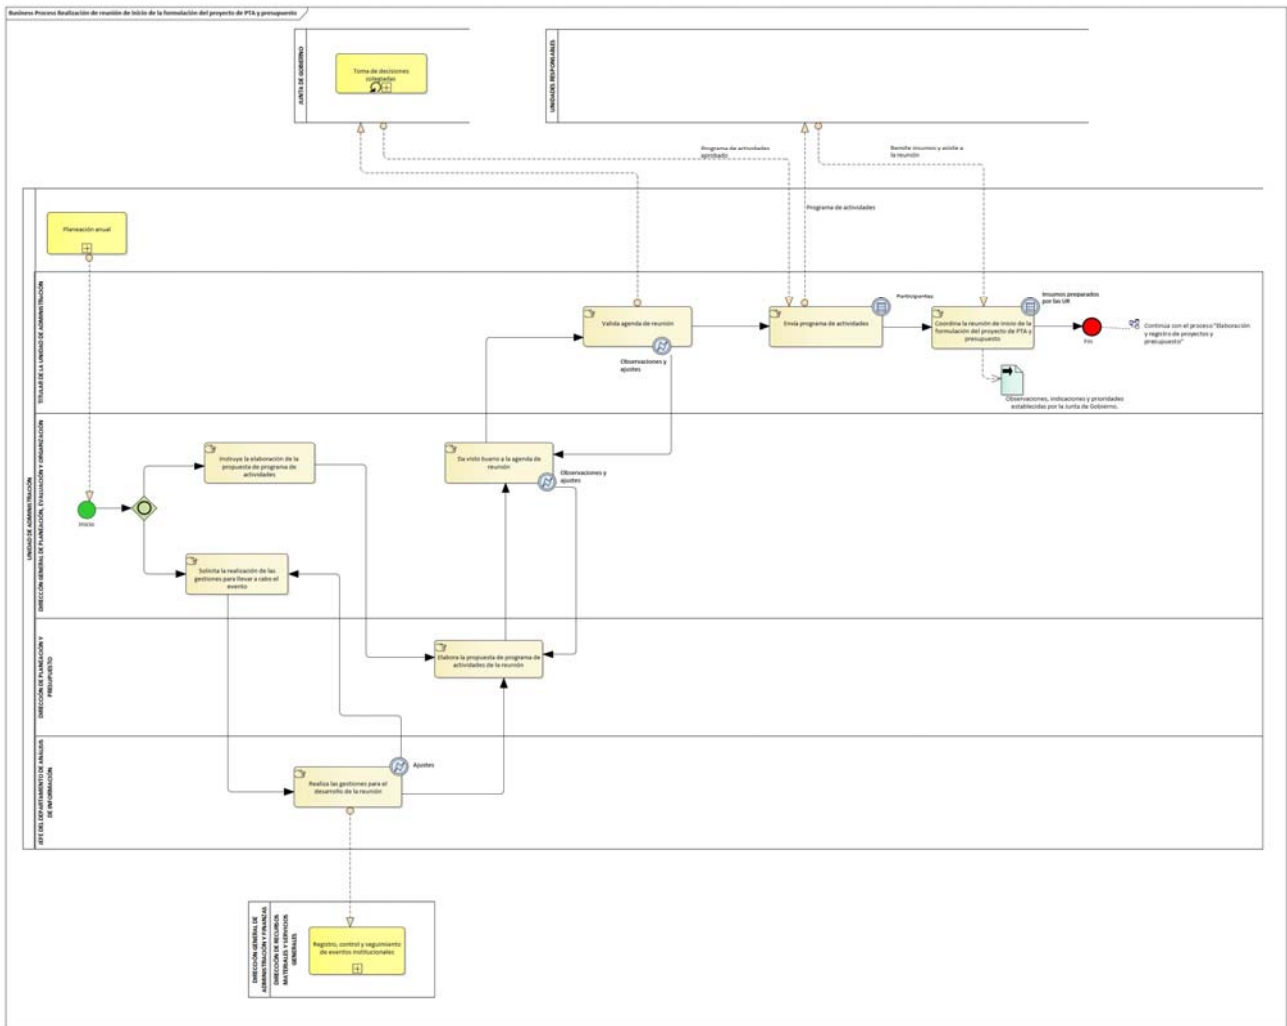 Business Process Realización de reunión de inicio de la formulación del proyecto de PTA y presupuesto
JUNTA DE GOBIERNO
Toma de decisiones
colegiadas
UNIDADES RESPONSABLES
Programa de actividades
aprobado
Remite insumos y asiste a
la reunión
Programa de actividades
UNIDAD DE ADMINISTRACIÓN
Planeación anual
TITULAR DE LA UNIDAD DE ADMINISTRACIÓN
Valida agenda de reunión
Observaciones y
ajustes
Envía programa de actividades
Participantes
Coordina la reunión de inicio de la
formulación del proyecto de PTA y
presupuesto
Insumos preparados
por las UR
Fin
Continúa con el proceso "Elaboración
y registro de proyectos y
presupuesto"
Observaciones, indicaciones y prioridades
establecidas por la Junta de Gobierno.
DIRECCIÓN GENERAL DE PLANEACIÓN, EVALUACIÓN Y ORGANIZACIÓN
Inicio
Instruye la elaboración de la
propuesta de programa de
actividades
Da visto bueno a la agenda de
reunión
Observaciones y
ajustes
Solicita la realización de las
gestiones para llevar a cabo el
evento
DIRECCIÓN DE PLANEACIÓN Y
PRESUPUESTO
Elabora la propuesta de programa de
actividades de la reunión
JEFE DEL DEPARTAMENTO DE ANÁLISIS
DE INFORMACIÓN
Realiza las gestiones para el
desarrollo de la reunión
Ajustes
DIRECCIÓN GENERAL DE
ADMINISTRACIÓN Y FINANZAS
DIRECCIÓN DE RECURSOS
MATERIALES Y SERVICIOS
GENERALES
Registro, control y seguimiento
de eventos institucionales